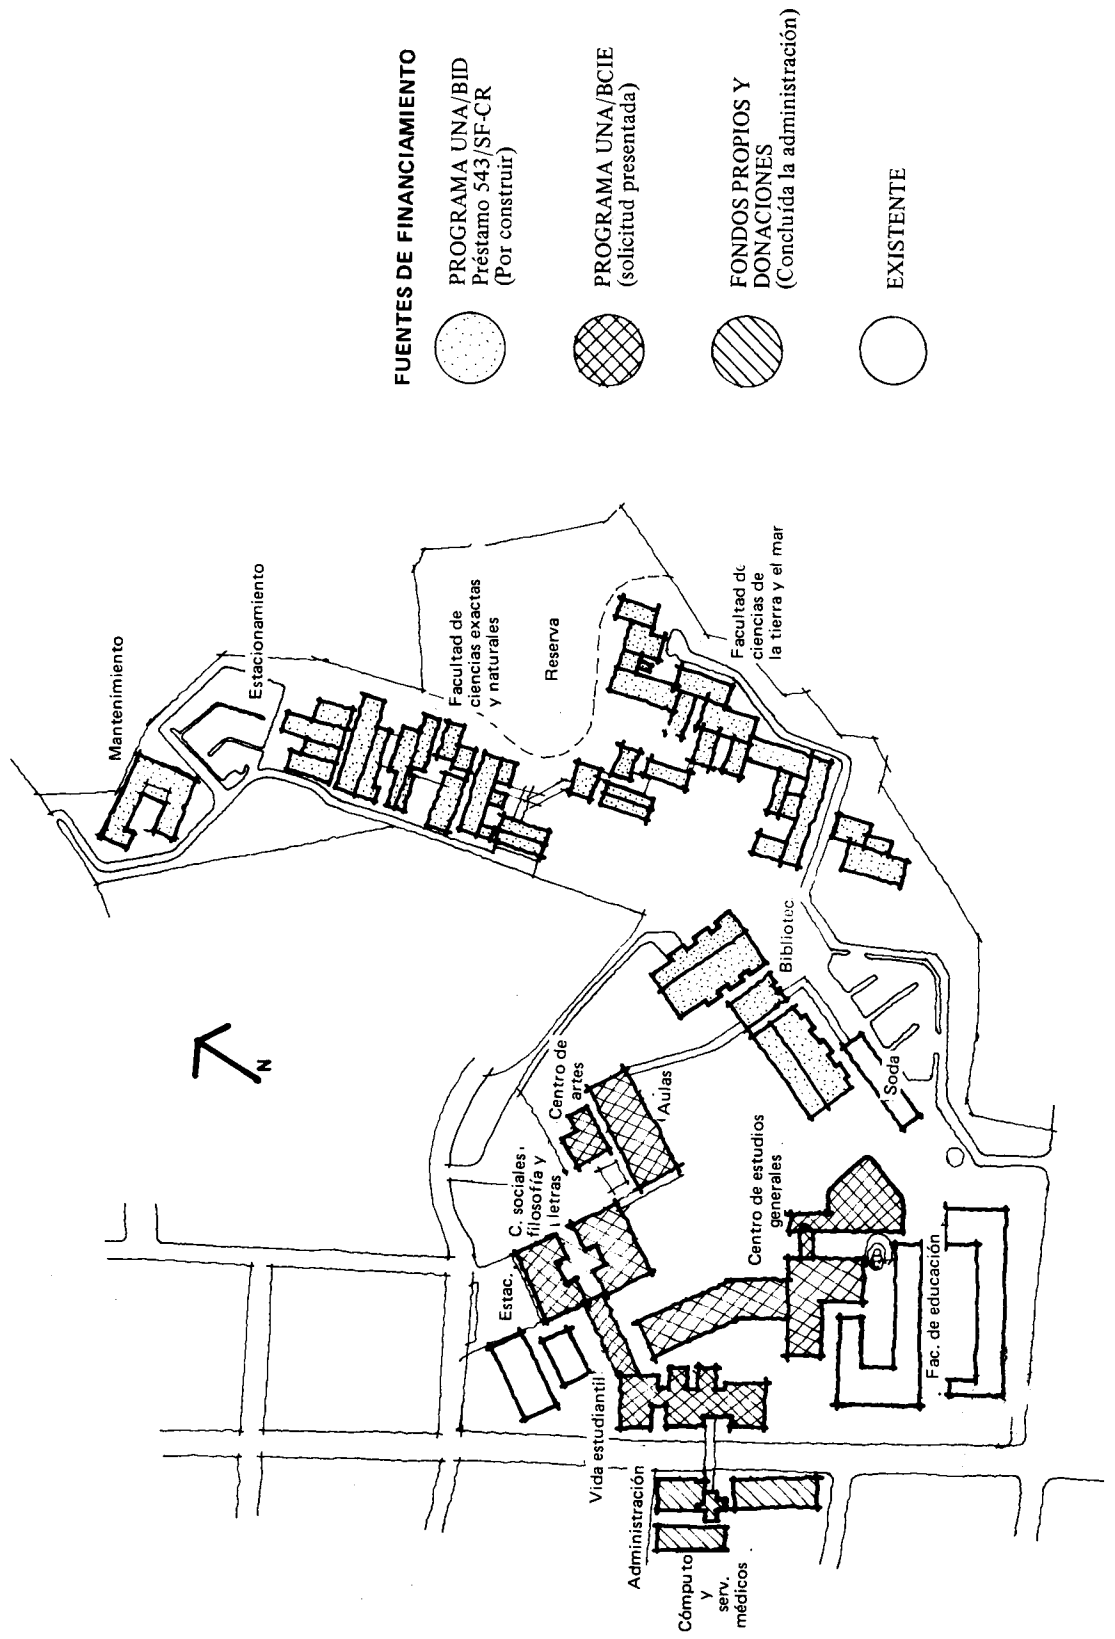 FUENTES DE FINANCIAMIENTO
PROGRAMA UNA/BID
Préstamo 543/SF-CR
(Por construir)
PROGRAMA UNA/BCIE
(solicitud presentada)
FONDOS PROPIOS Y
DONACIONES
(Concluída la administración)
EXISTENTE
Mantenimiento
Estacionamiento
Facultad de
ciencias exactas
y naturales
Reserva
Facultad de
ciencias de
la tierra y el mar
N
Centro de
artes
Aulas
Bibliotec
Soda
C. sociales
filosofía y
letras
Estac.
Centro de estudios
generales
Fac. de educación
Vida estudiantil
Administración
Cómputo
y
serv.
médicos